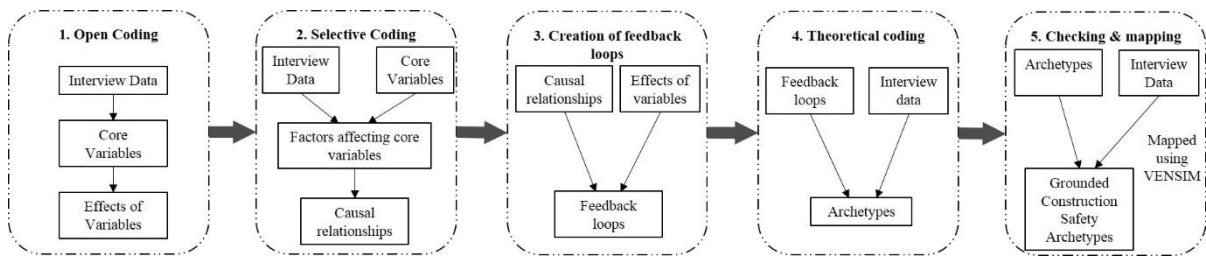 1. Open Coding
Interview Data
Core
Variables
Effects of
Variables
2. Selective Coding
Interview
Data
Core
Variables
Factors affecting core
variables
Causal
relationships
3. Creation of feedback
loops
Causal
relationships
Effects of
variables
Feedback
loops
4. Theoretical coding
Feedback
loops
Interview
data
Archetypes
5. Checking & mapping
Archetypes
Interview
Data
Mapped
using
VENSIM
Grounded
Construction
Safety
Archetypes